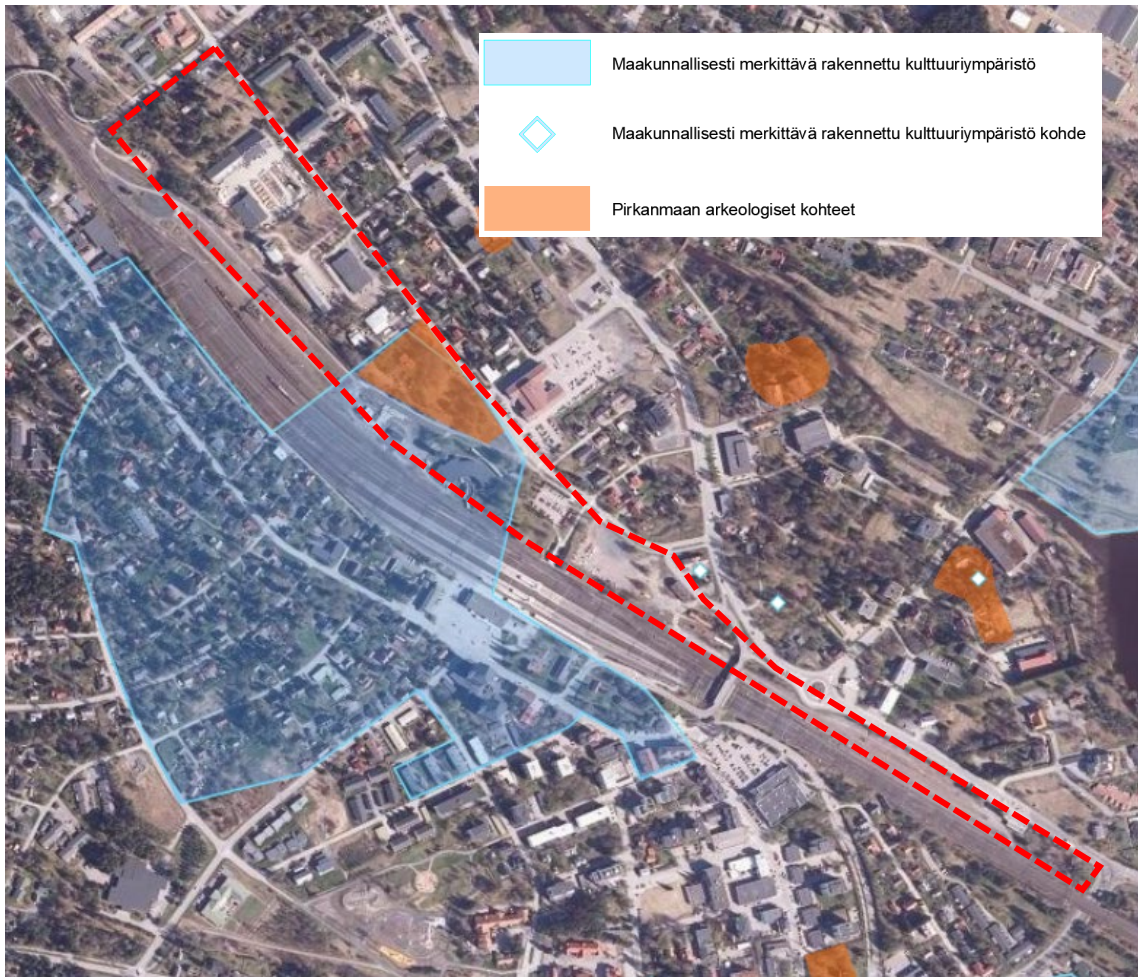 Maakunnallisesti merkittävä rakennettu kulttuuriympäristö
Maakunnallisesti merkittävä rakennettu kulttuuriympäristö kohde
Pirkanmaan arkeologiset kohteet